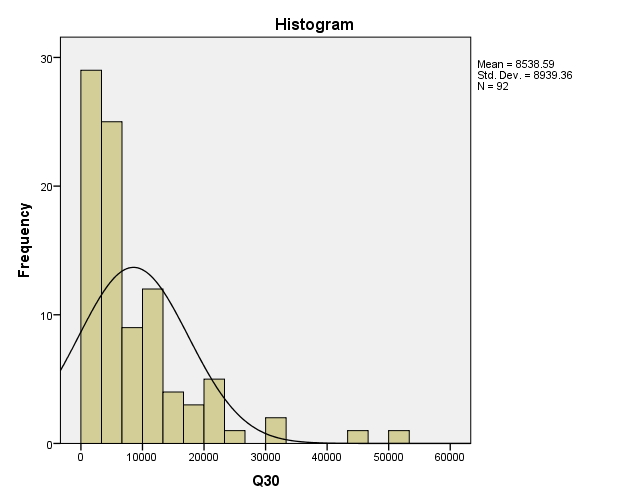 Histogram
Mean = 8538.59
Std. Dev. = 8939.36
N = 92
Frequency
30
20
10
0
0 10000 20000 30000 40000 50000 60000
Q30